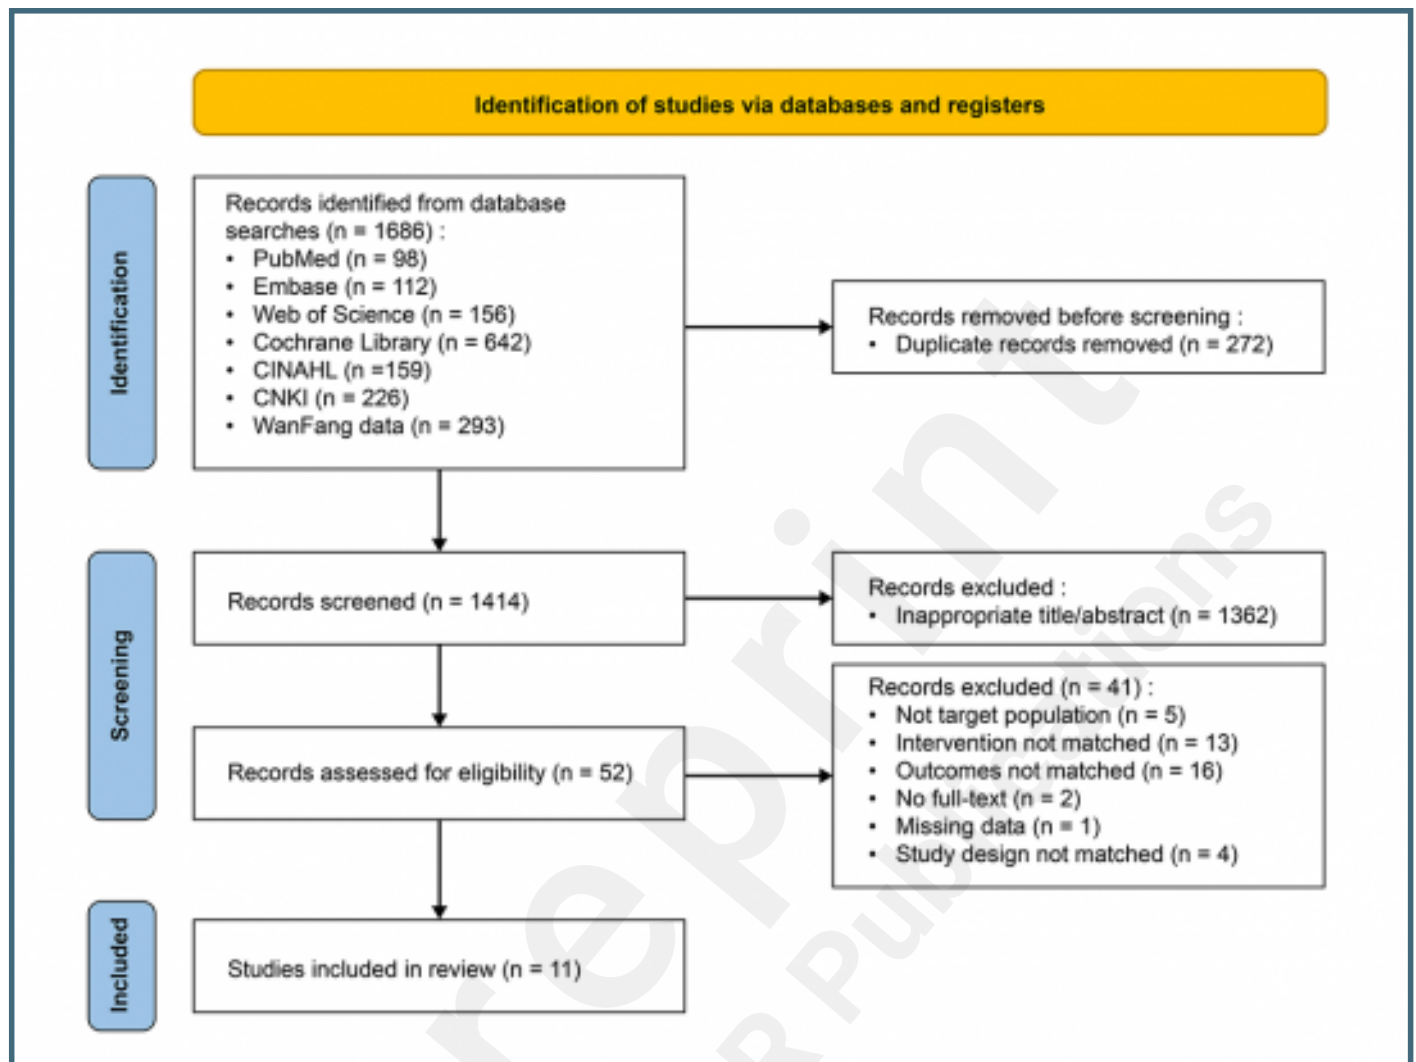 Identification of studies via databases and registers
Identification
Records identified from database
searches (n = 1686) :
• PubMed (n = 98)
• Embase (n = 112)
• Web of Science (n = 156)
• Cochrane Library (n = 642)
• CINAHL (n =159)
• CNKI (n = 226)
• WanFang data (n = 293)
Records removed before screening :
• Duplicate records removed (n = 272)
Screening
Records screened (n = 1414)
Records excluded :
• Inappropriate title/abstract (n = 1362)
Records assessed for eligibility (n = 52)
Records excluded (n = 41) :
• Not target population (n = 5)
• Intervention not matched (n = 13)
• Outcomes not matched (n = 16)
• No full-text (n = 2)
• Missing data (n = 1)
• Study design not matched (n = 4)
Included
Studies included in review (n = 11)
reprint
R Publications